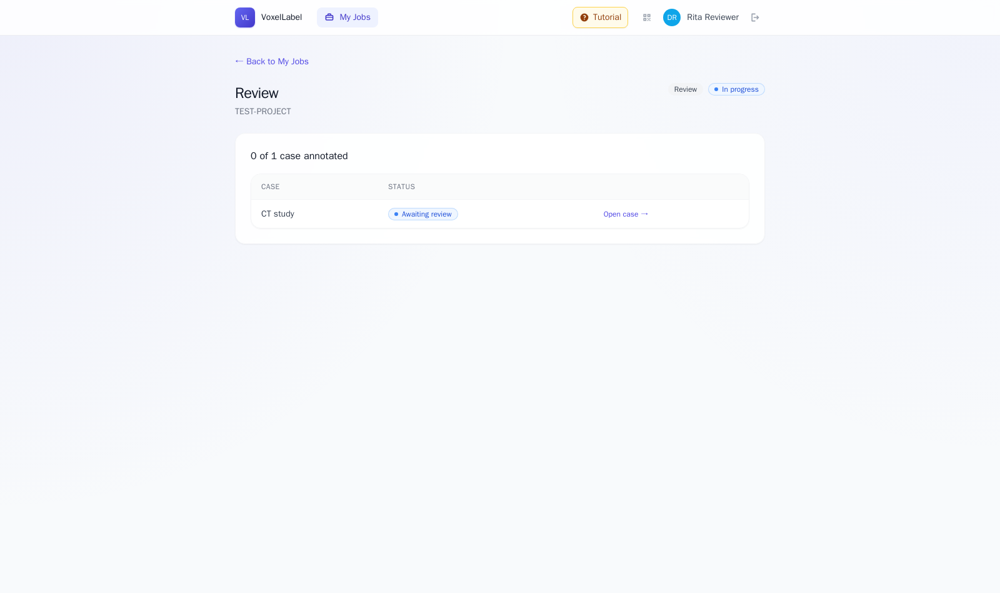 VL VoxelLabel My Jobs Tutorial DR Rita Reviewer
← Back to My Jobs
Review Review In progress
TEST-PROJECT
0 of 1 case annotated
CASE STATUS
CT study Awaiting review Open case →